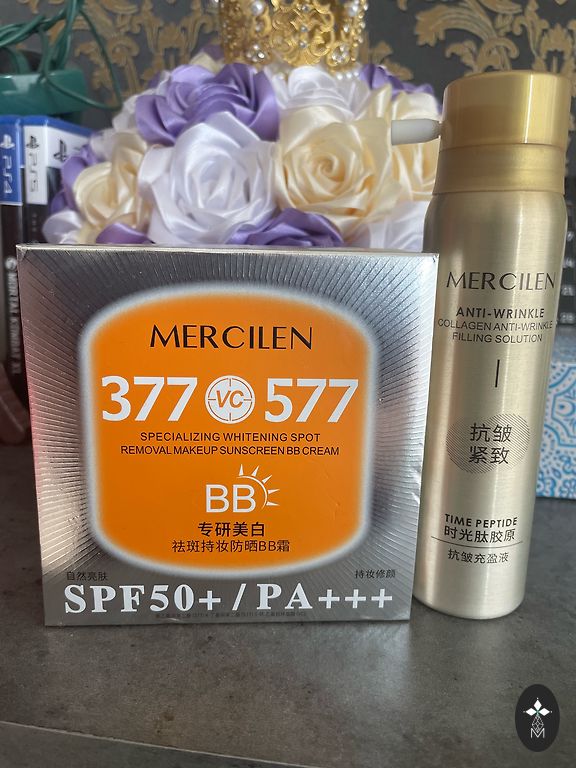 PS4
PS5
MERCILEN
377 VC 577
SPECIALIZING WHITENING SPOT
REMOVAL MAKEUP SUNSCREEN BB CREAM
BB
专研美白
祛斑持妆防晒BB霜
自然亮肤
持妆修颜
SPF50+/PA+++
MERCILEN
ANTI-WRINKLE
COLLAGEN ANTI-WRINKLE
FILLING SOLUTION
抗皱
紧致
TIME PEPTIDE
时光肽胶原
抗皱充盈液
M